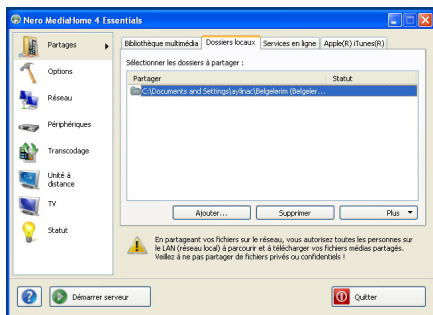 Nero MediaHome 4 Essentials
Partages
Options
Réseau
Périphériques
Transcodage
Unité à
distance
TV
Statut
Bibliothèque multimédia
Dossiers locaux
Services en ligne
Apple(R) iTunes(R)
Sélectionner les dossiers à partager :
Partager
Statut
C:\Documents and Settings\aylinac\Belgelerim (Belgeler...
Ajouter...
Supprimer
Plus
En partageant vos fichiers sur le réseau, vous autorisez toutes les personnes sur
le LAN (réseau local) à parcourir et à télécharger vos fichiers médias partagés.
Veillez à ne pas partager de fichiers privés ou confidentiels !
Démarrer serveur
Quitter